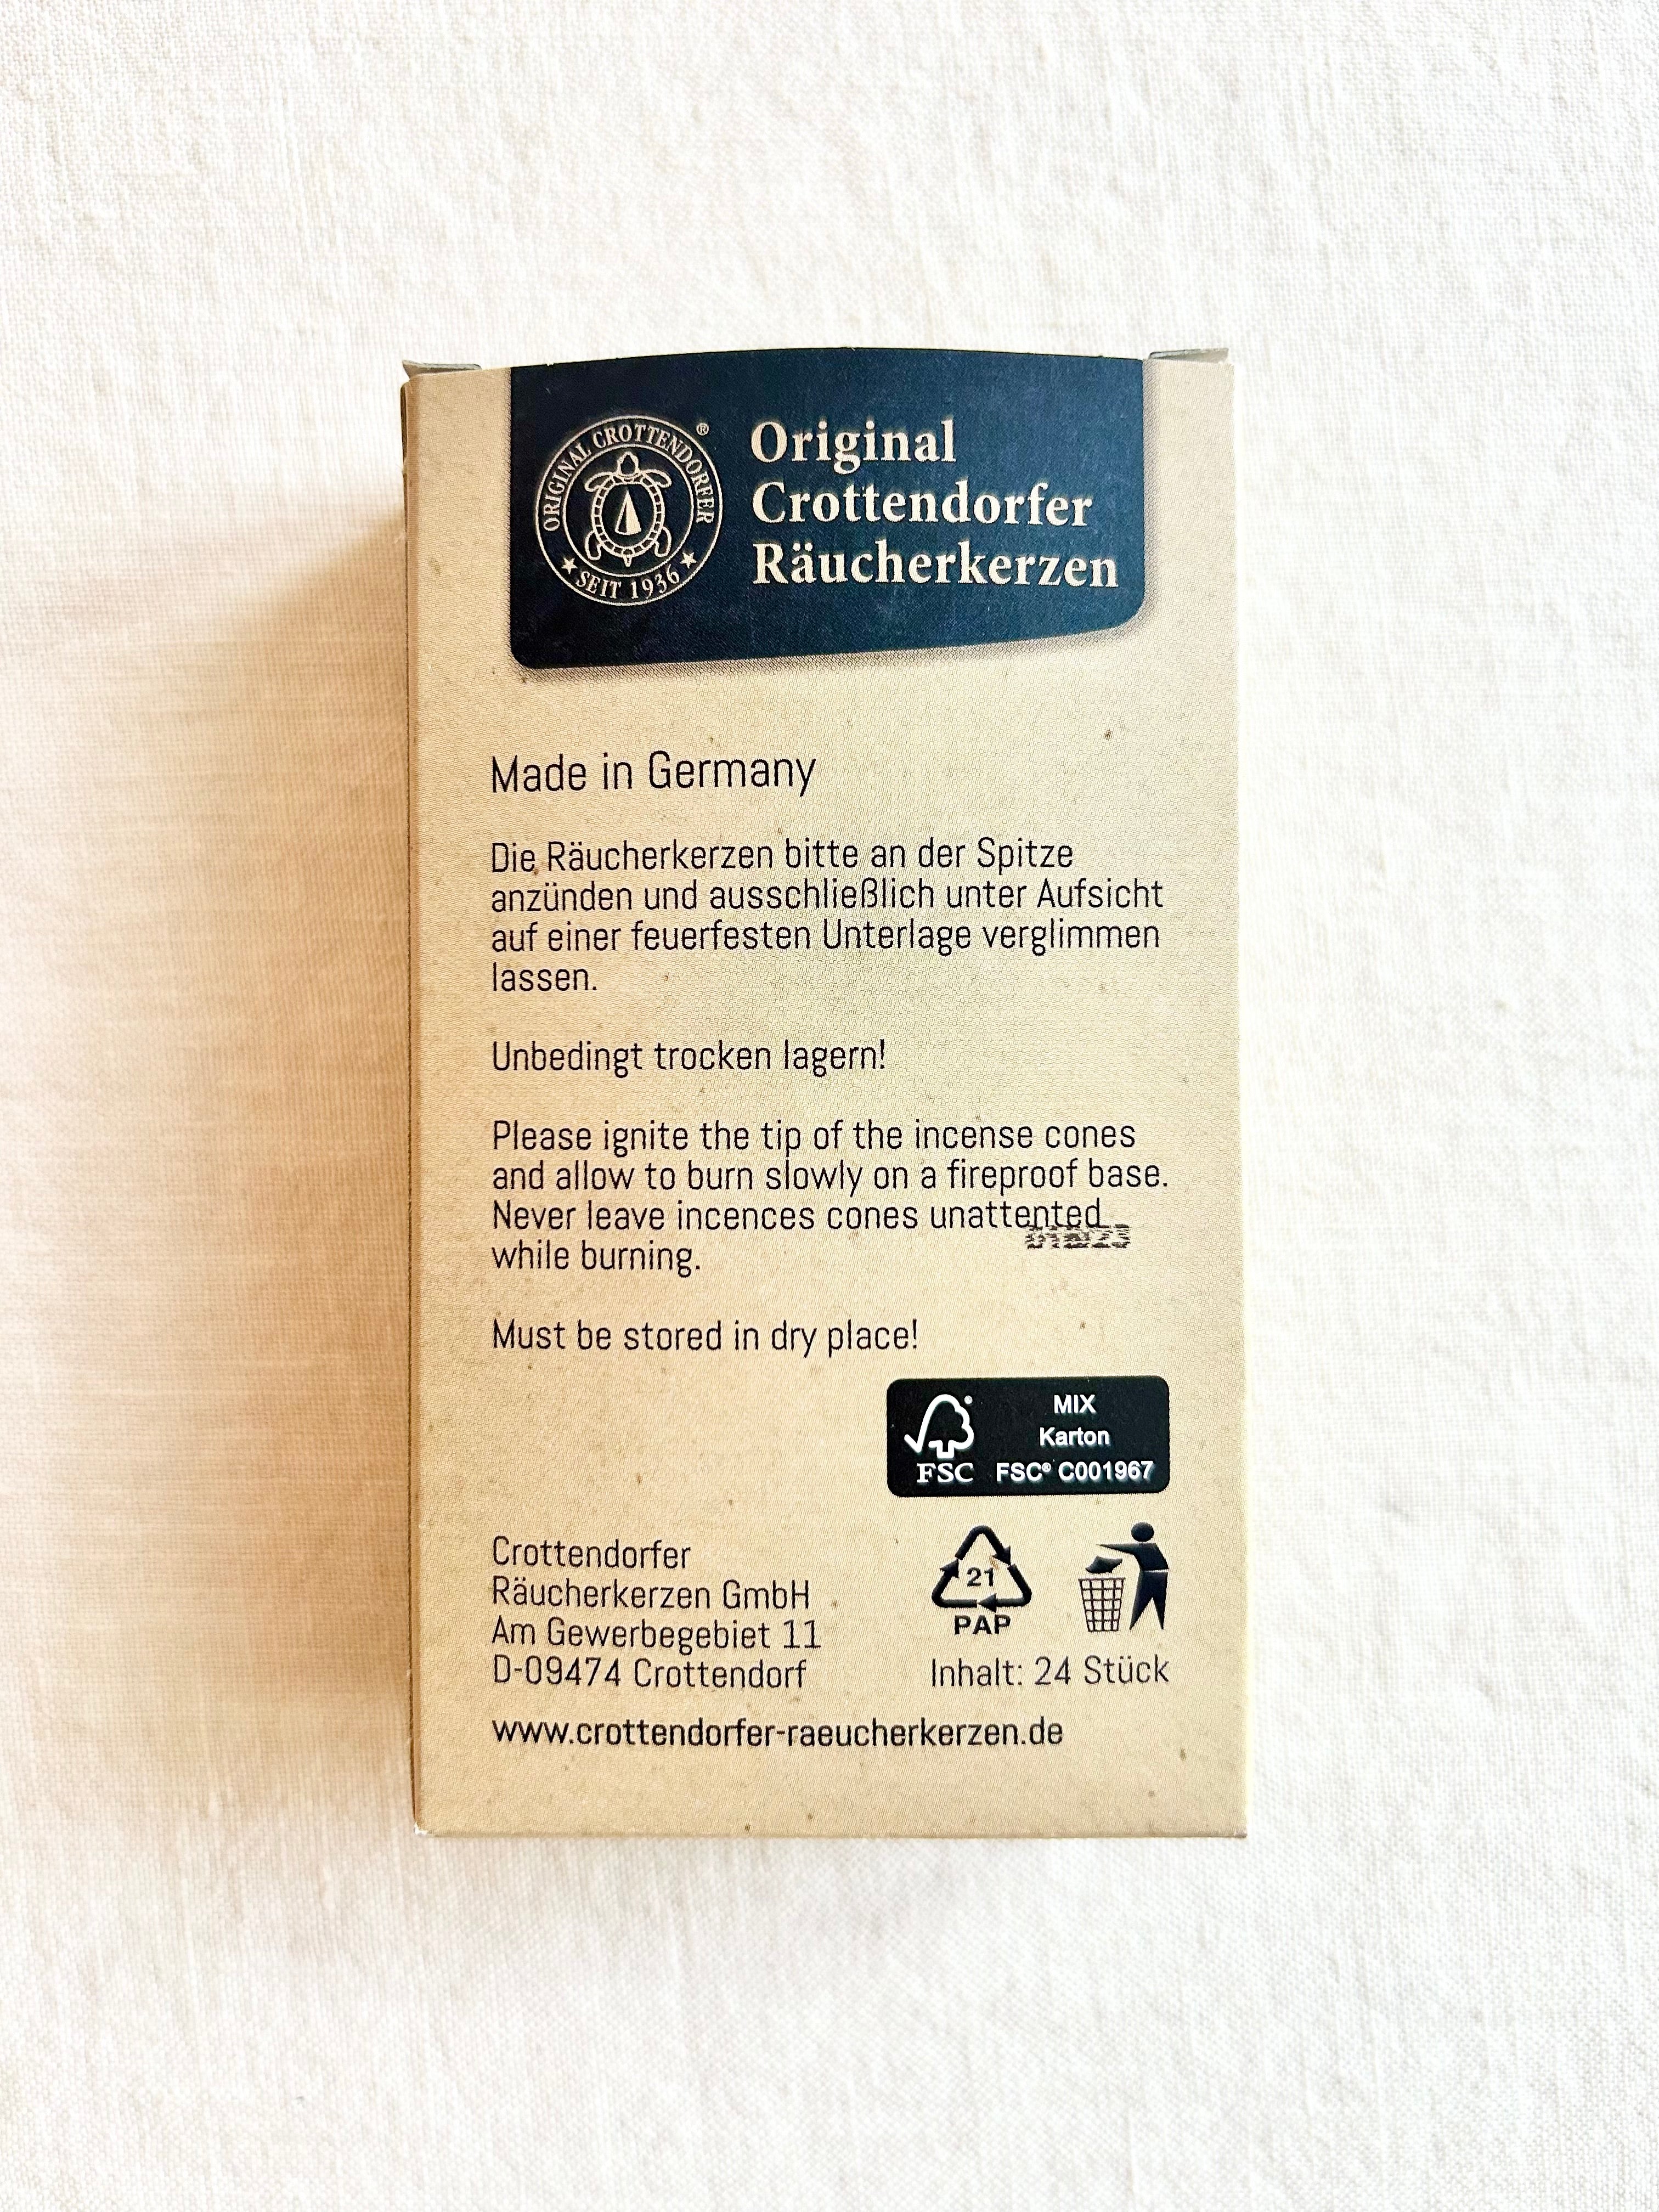 ORIGINAL CROTTENDORFER ®
SEIT 1936
Original
Crottendorfer
Räucherkerzen
Made in Germany
Die Räucherkerzen bitte an der Spitze
anzünden und ausschließlich unter Aufsicht
auf einer feuerfesten Unterlage verglimmen
lassen.
Unbedingt trocken lagern!
Please ignite the tip of the incense cones
and allow to burn slowly on a fireproof base.
Never leave incences cones unattented
while burning.
Must be stored in dry place!
MIX
Karton
FSC FSC® C001967
21
PAP
Crottendorfer
Räucherkerzen GmbH
Am Gewerbegebiet 11
D-09474 Crottendorf
Inhalt: 24 Stück
www.crottendorfer-raeucherkerzen.de